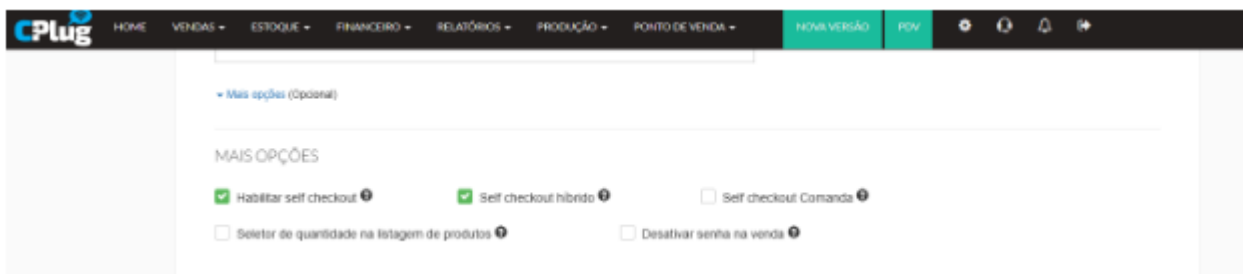 CPlug HOME VENDAS ESTOQUE FINANCEIRO RELATÓRIOS PRODUÇÃO PONTO DE VENDA NOVA VERSÃO PDV
Mais opções (Opcional)
MAIS OPÇÕES
Habilitar self checkout Self checkout híbrido Self checkout Comanda
Seletor de quantidade na listagem de produtos Desativar senha na venda